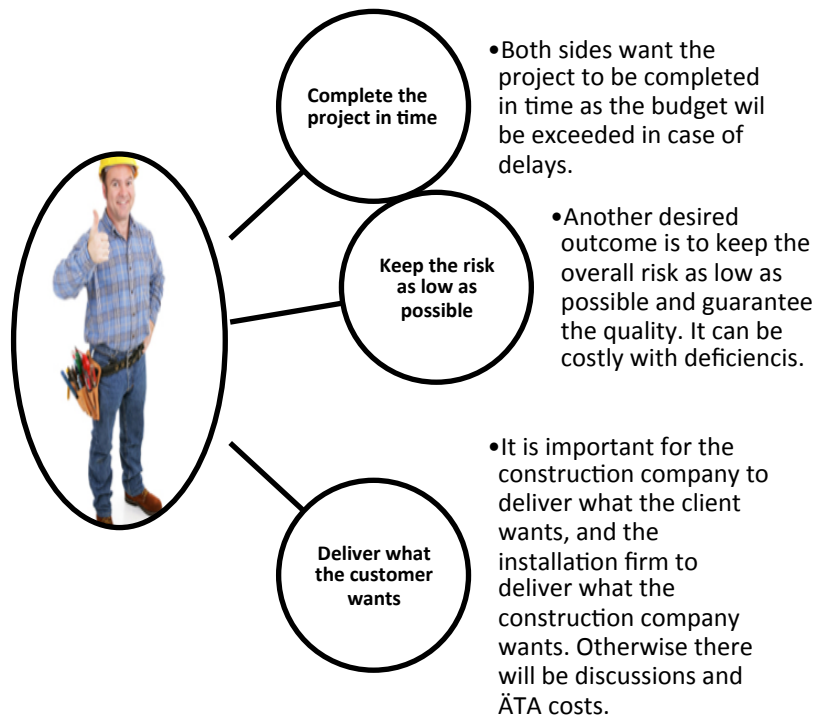 Complete the
project in time
•Both sides want the
project to be completed
in time as the budget wil
be exceeded in case of
delays.
Keep the risk
as low as
possible
•Another desired
outcome is to keep the
overall risk as low as
possible and guarantee
the quality. It can be
costly with deficiencis.
Deliver what
the customer
wants
•It is important for the
construction company to
deliver what the client
wants, and the
installation firm to
deliver what the
construction company
wants. Otherwise there
will be discussions and
ÄTA costs.